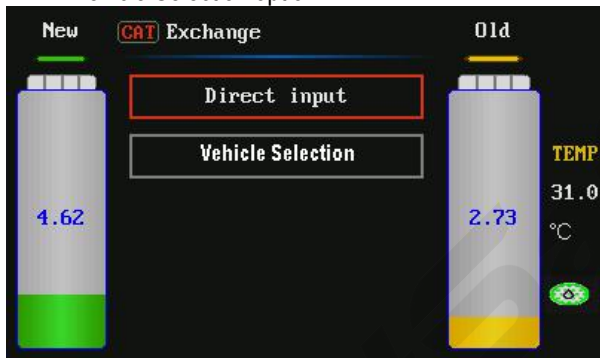 New
CAT Exchange
Old
Direct input
Vehicle Selection
TEMP
31.0
4.62
2.73
°C